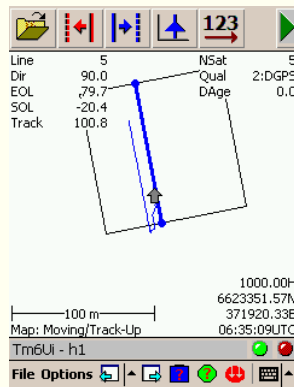 123
Line 5 NSat 5
Dir 90.0 Qual 2:DGPS
EOL 79.7 DAge 0.0
SOL -20.4
Track 100.8
1000.00H
6623351.57N
100 m 371920.33E
Map: Moving/Track-Up 06:35:09UTC
Tm6Ui - h1
File Options